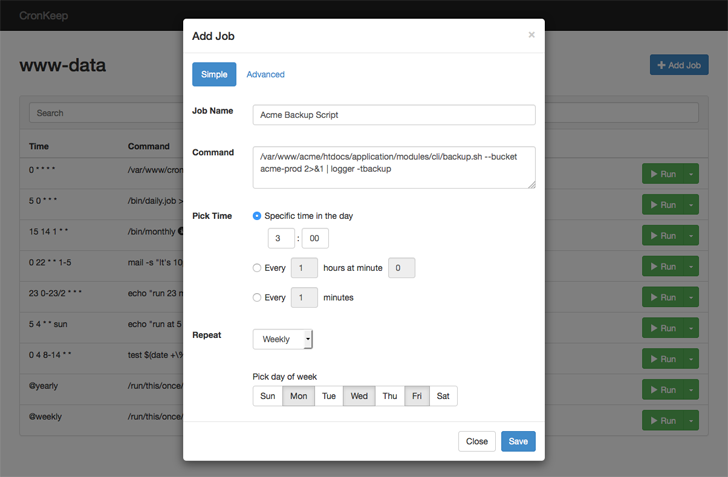 CronKeep
www-data
+ Add Job
Search
Time Command
0 * * * * /var/www/cron
5 0 * * * /bin/daily.job >
15 14 1 * * /bin/monthly
0 22 * * 1-5 mail -s "It's 10
23 0-23/2 * * * echo "run 23 m
5 4 * * sun echo "run at 5
0 4 8-14 * * test $(date +\%
@yearly /run/this/once/
@weekly /run/this/once/
Run
Run
Run
Run
Run
Run
Run
Run
Run
Add Job ×
Simple Advanced
Job Name Acme Backup Script
Command /var/www/acme/htdocs/application/modules/cli/backup.sh --bucket
acme-prod 2>&1 | logger -tbackup
Pick Time Specific time in the day
3 : 00
Every 1 hours at minute 0
Every 1 minutes
Repeat Weekly
Pick day of week
Sun Mon Tue Wed Thu Fri Sat
Close Save